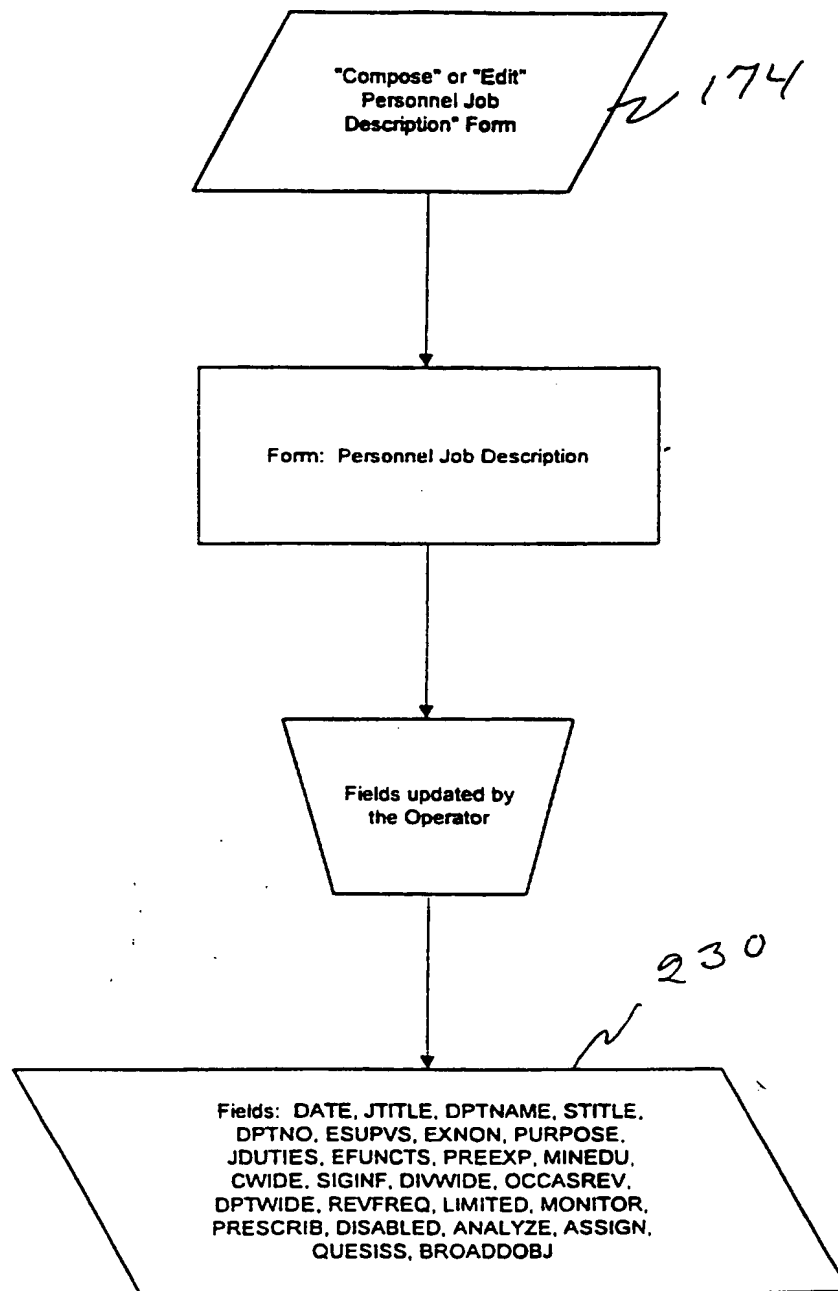 "Compose" or "Edit"
Personnel Job
Description" Form
174
Form: Personnel Job Description
Fields updated by
the Operator
230
Fields: DATE, JTITLE, DPTNAME, STITLE,
DPTNO, ESUPVS, EXNON, PURPOSE,
JDUTIES, EFUNCTS, PREEXP, MINEDU,
CWIDE, SIGINF, DIVWIDE, OCCASREV,
DPTWIDE, REVFREQ, LIMITED, MONITOR,
PRESCRIB, DISABLED, ANALYZE, ASSIGN,
QUESISS, BROADDOBJ